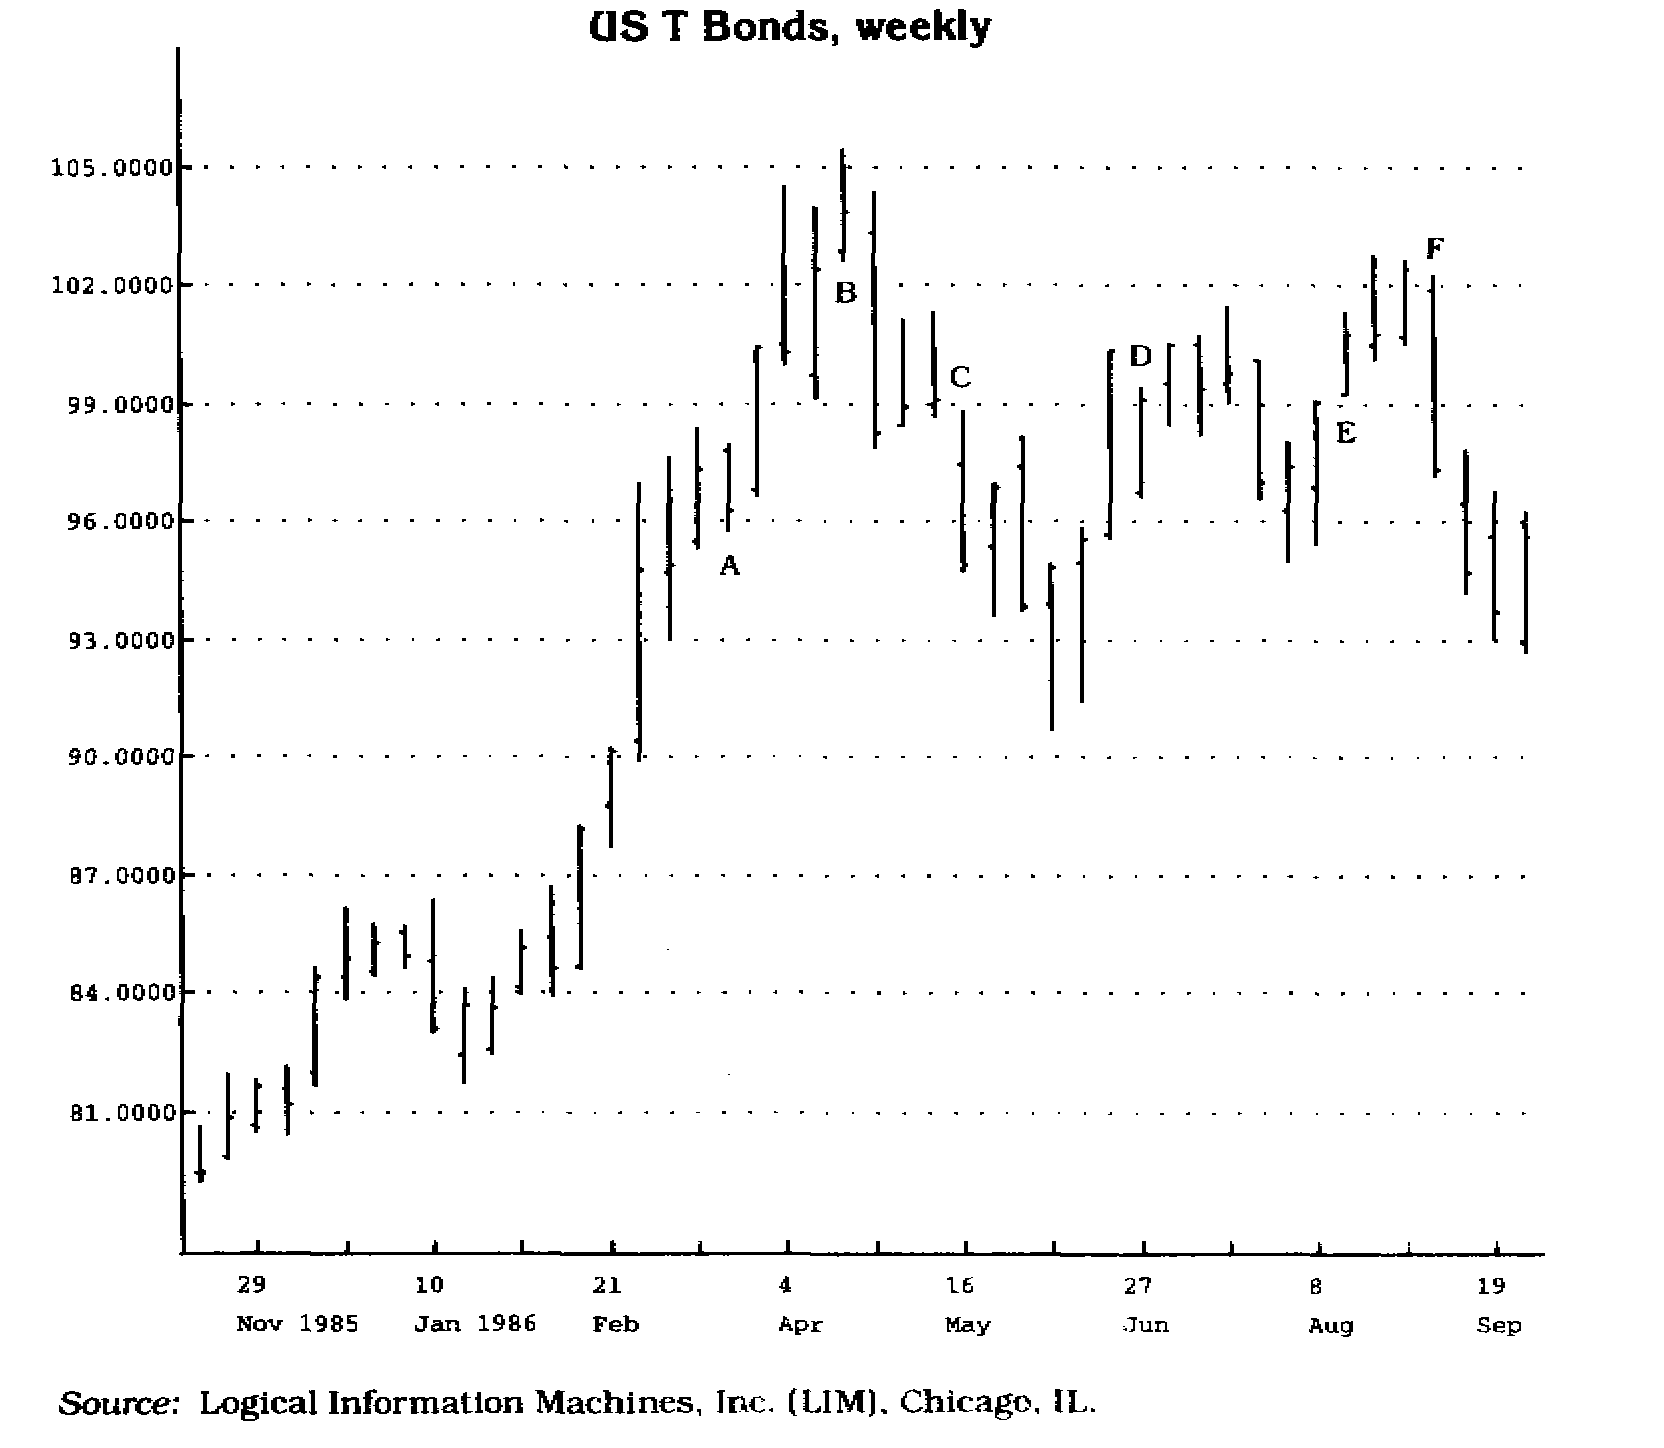 US T Bonds, weekly
105.0000
102.0000
99.0000
96.0000
93.0000
90.0000
87.0000
84.0000
81.0000
A
B
C
D
E
F
29 10 21 4 16 27 8 19
Nov 1985 Jan 1986 Feb Apr May Jun Aug Sep
Source: Logical Information Machines, Inc. (LIM), Chicago, IL.